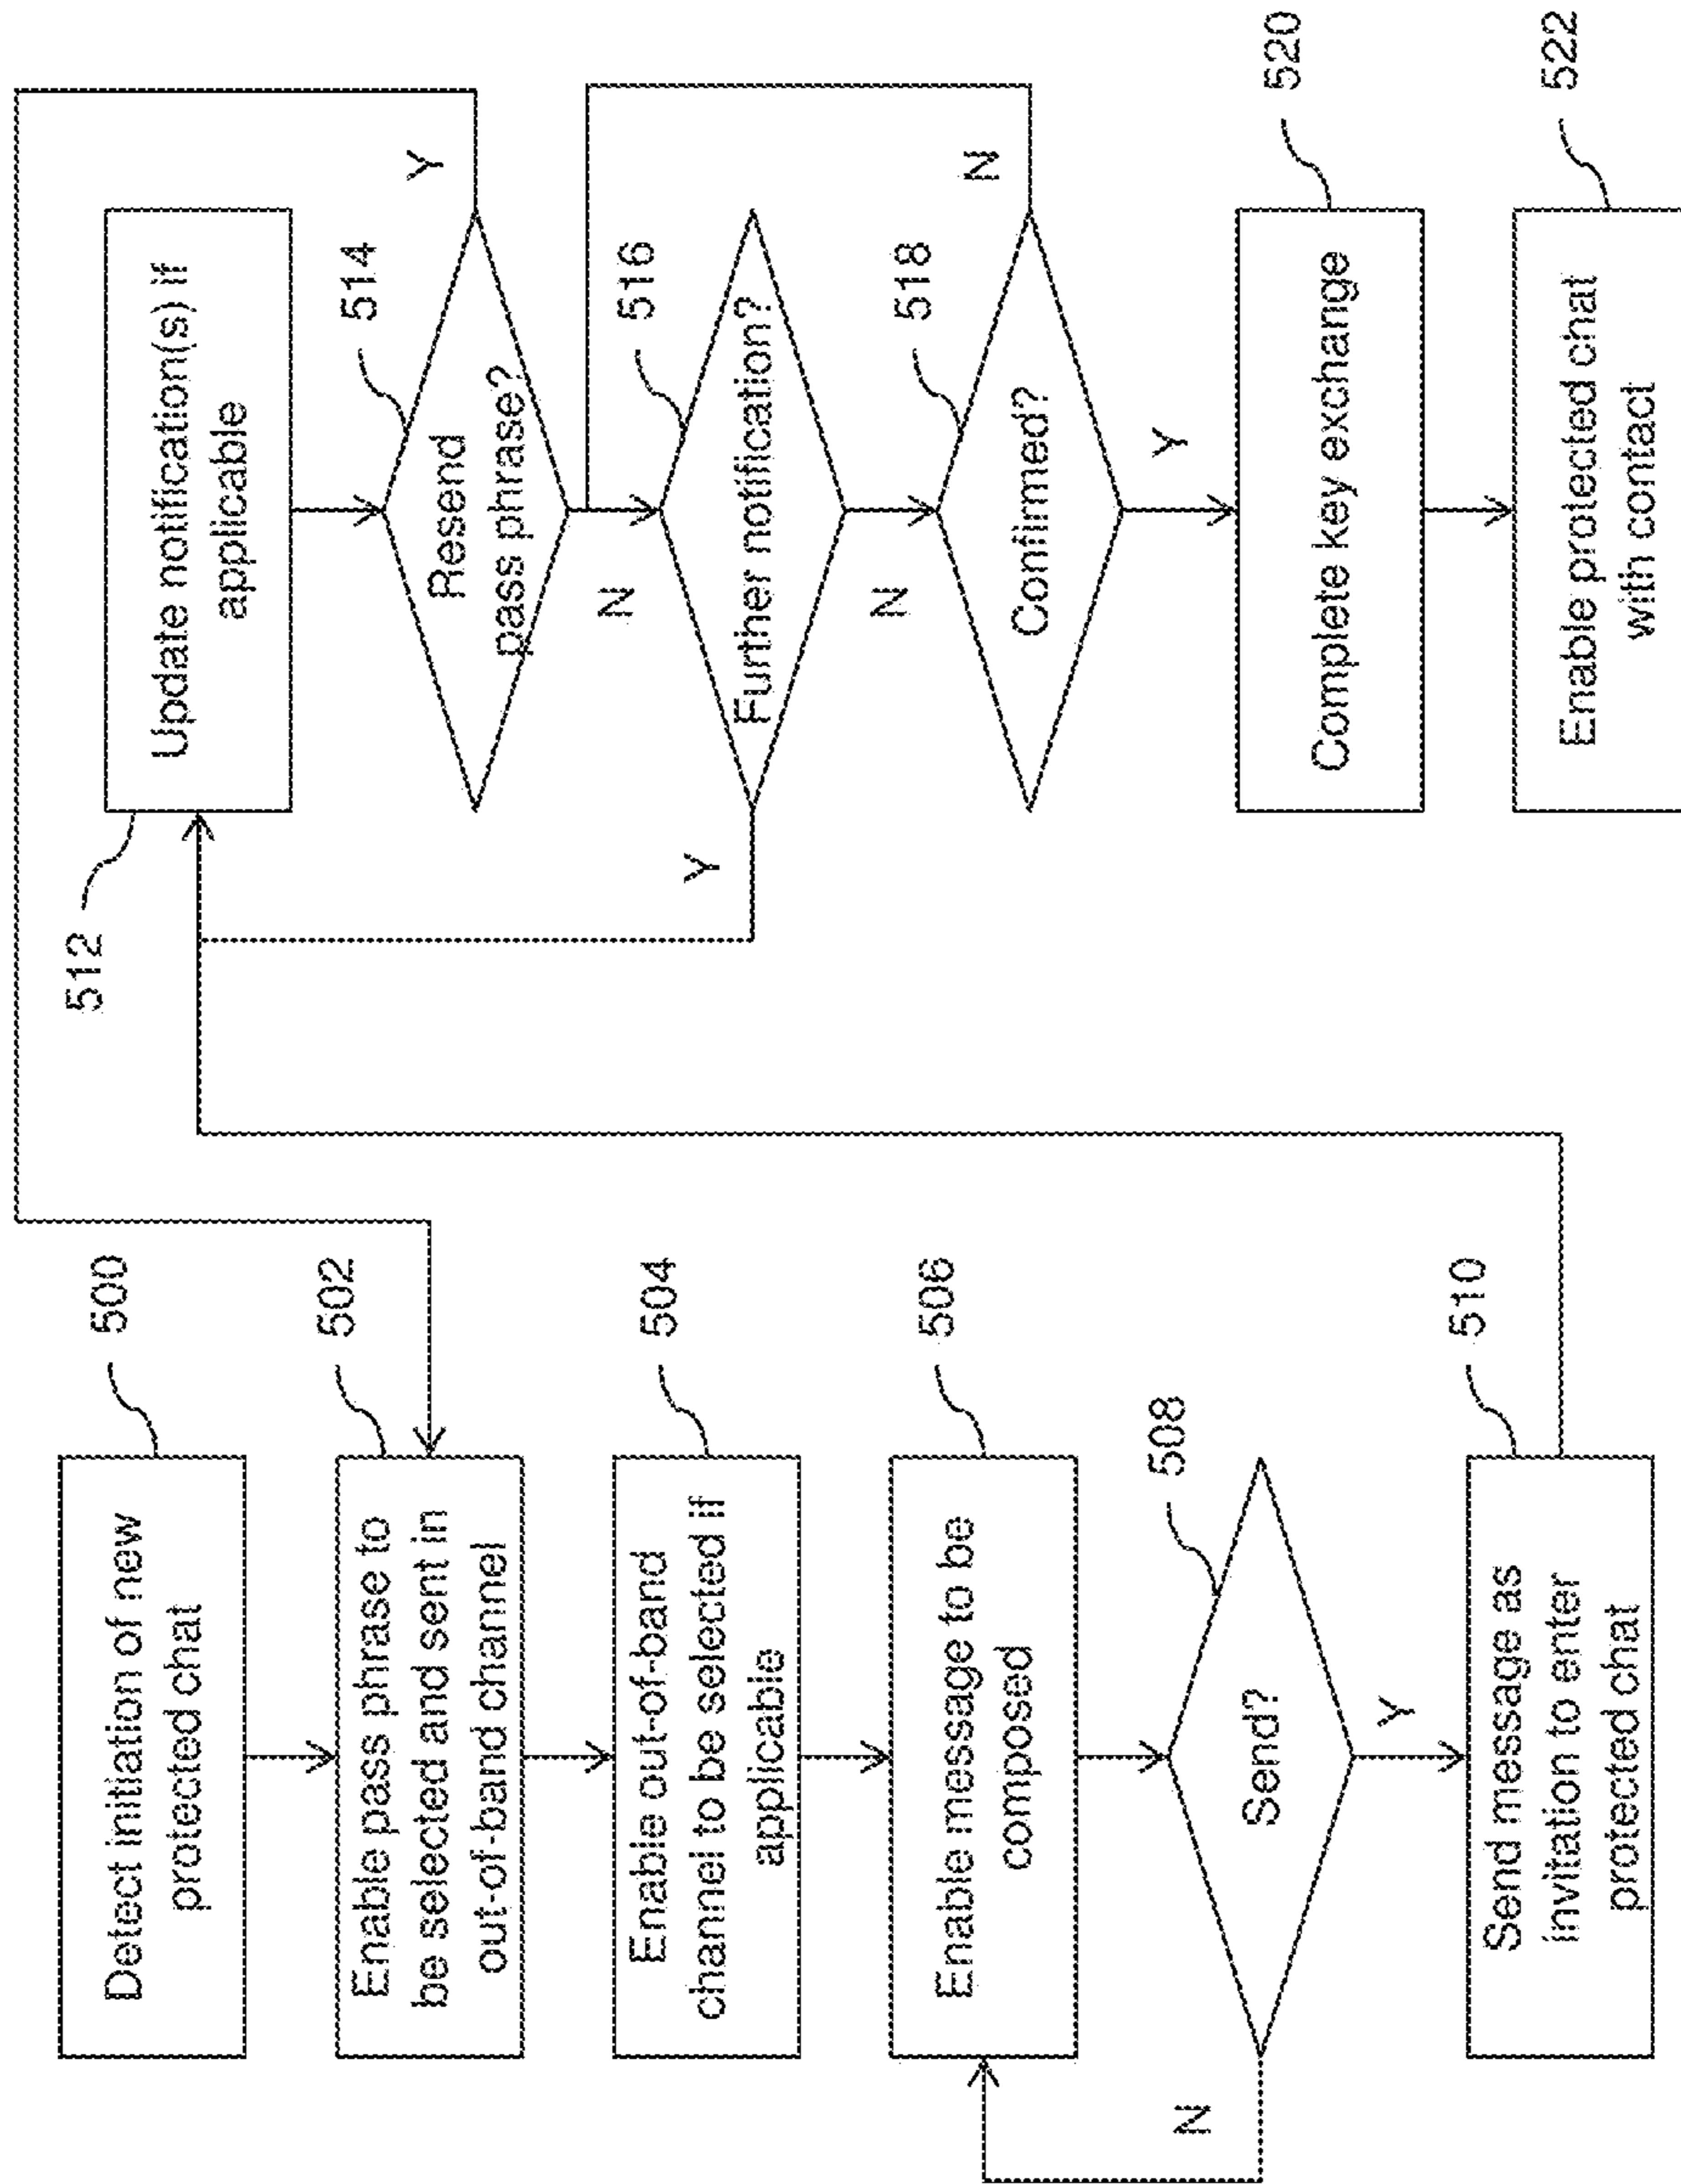 500
Detect initiation of new
protected chat
502
Enable pass phrase to
be selected and sent in
out-of-band channel
504
Enable out-of-band
channel to be selected if
applicable
506
Enable message to be
composed
508
Send?
N
Y
510
Send message as
invitation to enter
protected chat
512
Update notification(s) if
applicable
514
Resend
pass phrase?
Y
N
516
Further notification?
Y
N
518
Confirmed?
N
Y
520
Complete key exchange
522
Enable protected chat
with contact